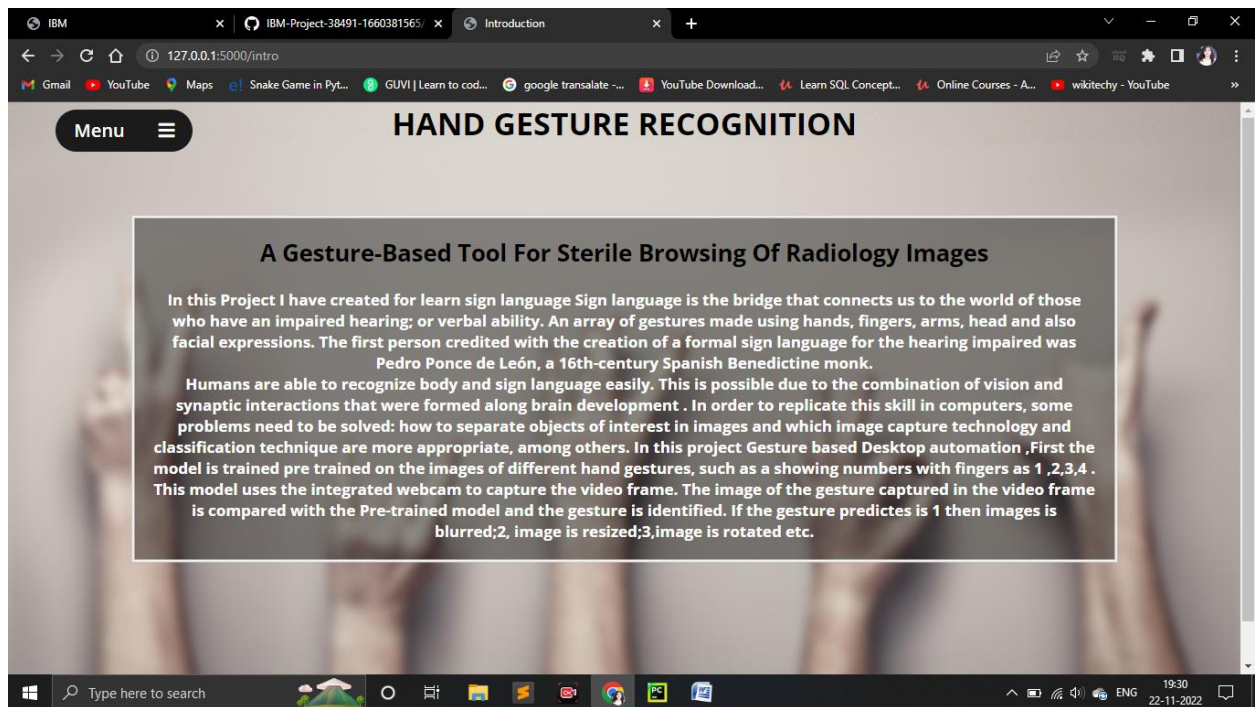 IBM
IBM-Project-38491-1660381565/
Introduction
127.0.0.1:5000/intro
Gmail
YouTube
Maps
Snake Game in Pyt...
GUVI | Learn to cod...
google transalate -...
YouTube Download...
Learn SQL Concept...
Online Courses - A...
wikitechy - YouTube
Menu
HAND GESTURE RECOGNITION
A Gesture-Based Tool For Sterile Browsing Of Radiology Images
In this Project I have created for learn sign language Sign language is the bridge that connects us to the world of those
who have an impaired hearing; or verbal ability. An array of gestures made using hands, fingers, arms, head and also
facial expressions. The first person credited with the creation of a formal sign language for the hearing impaired was
Pedro Ponce de León, a 16th-century Spanish Benedictine monk.
Humans are able to recognize body and sign language easily. This is possible due to the combination of vision and
synaptic interactions that were formed along brain development . In order to replicate this skill in computers, some
problems need to be solved: how to separate objects of interest in images and which image capture technology and
classification technique are more appropriate, among others. In this project Gesture based Desktop automation ,First the
model is trained pre trained on the images of different hand gestures, such as a showing numbers with fingers as 1 ,2,3,4 .
This model uses the integrated webcam to capture the video frame. The image of the gesture captured in the video frame
is compared with the Pre-trained model and the gesture is identified. If the gesture predictes is 1 then images is
blurred;2, image is resized;3,image is rotated etc.
Type here to search
ENG
19:30
22-11-2022